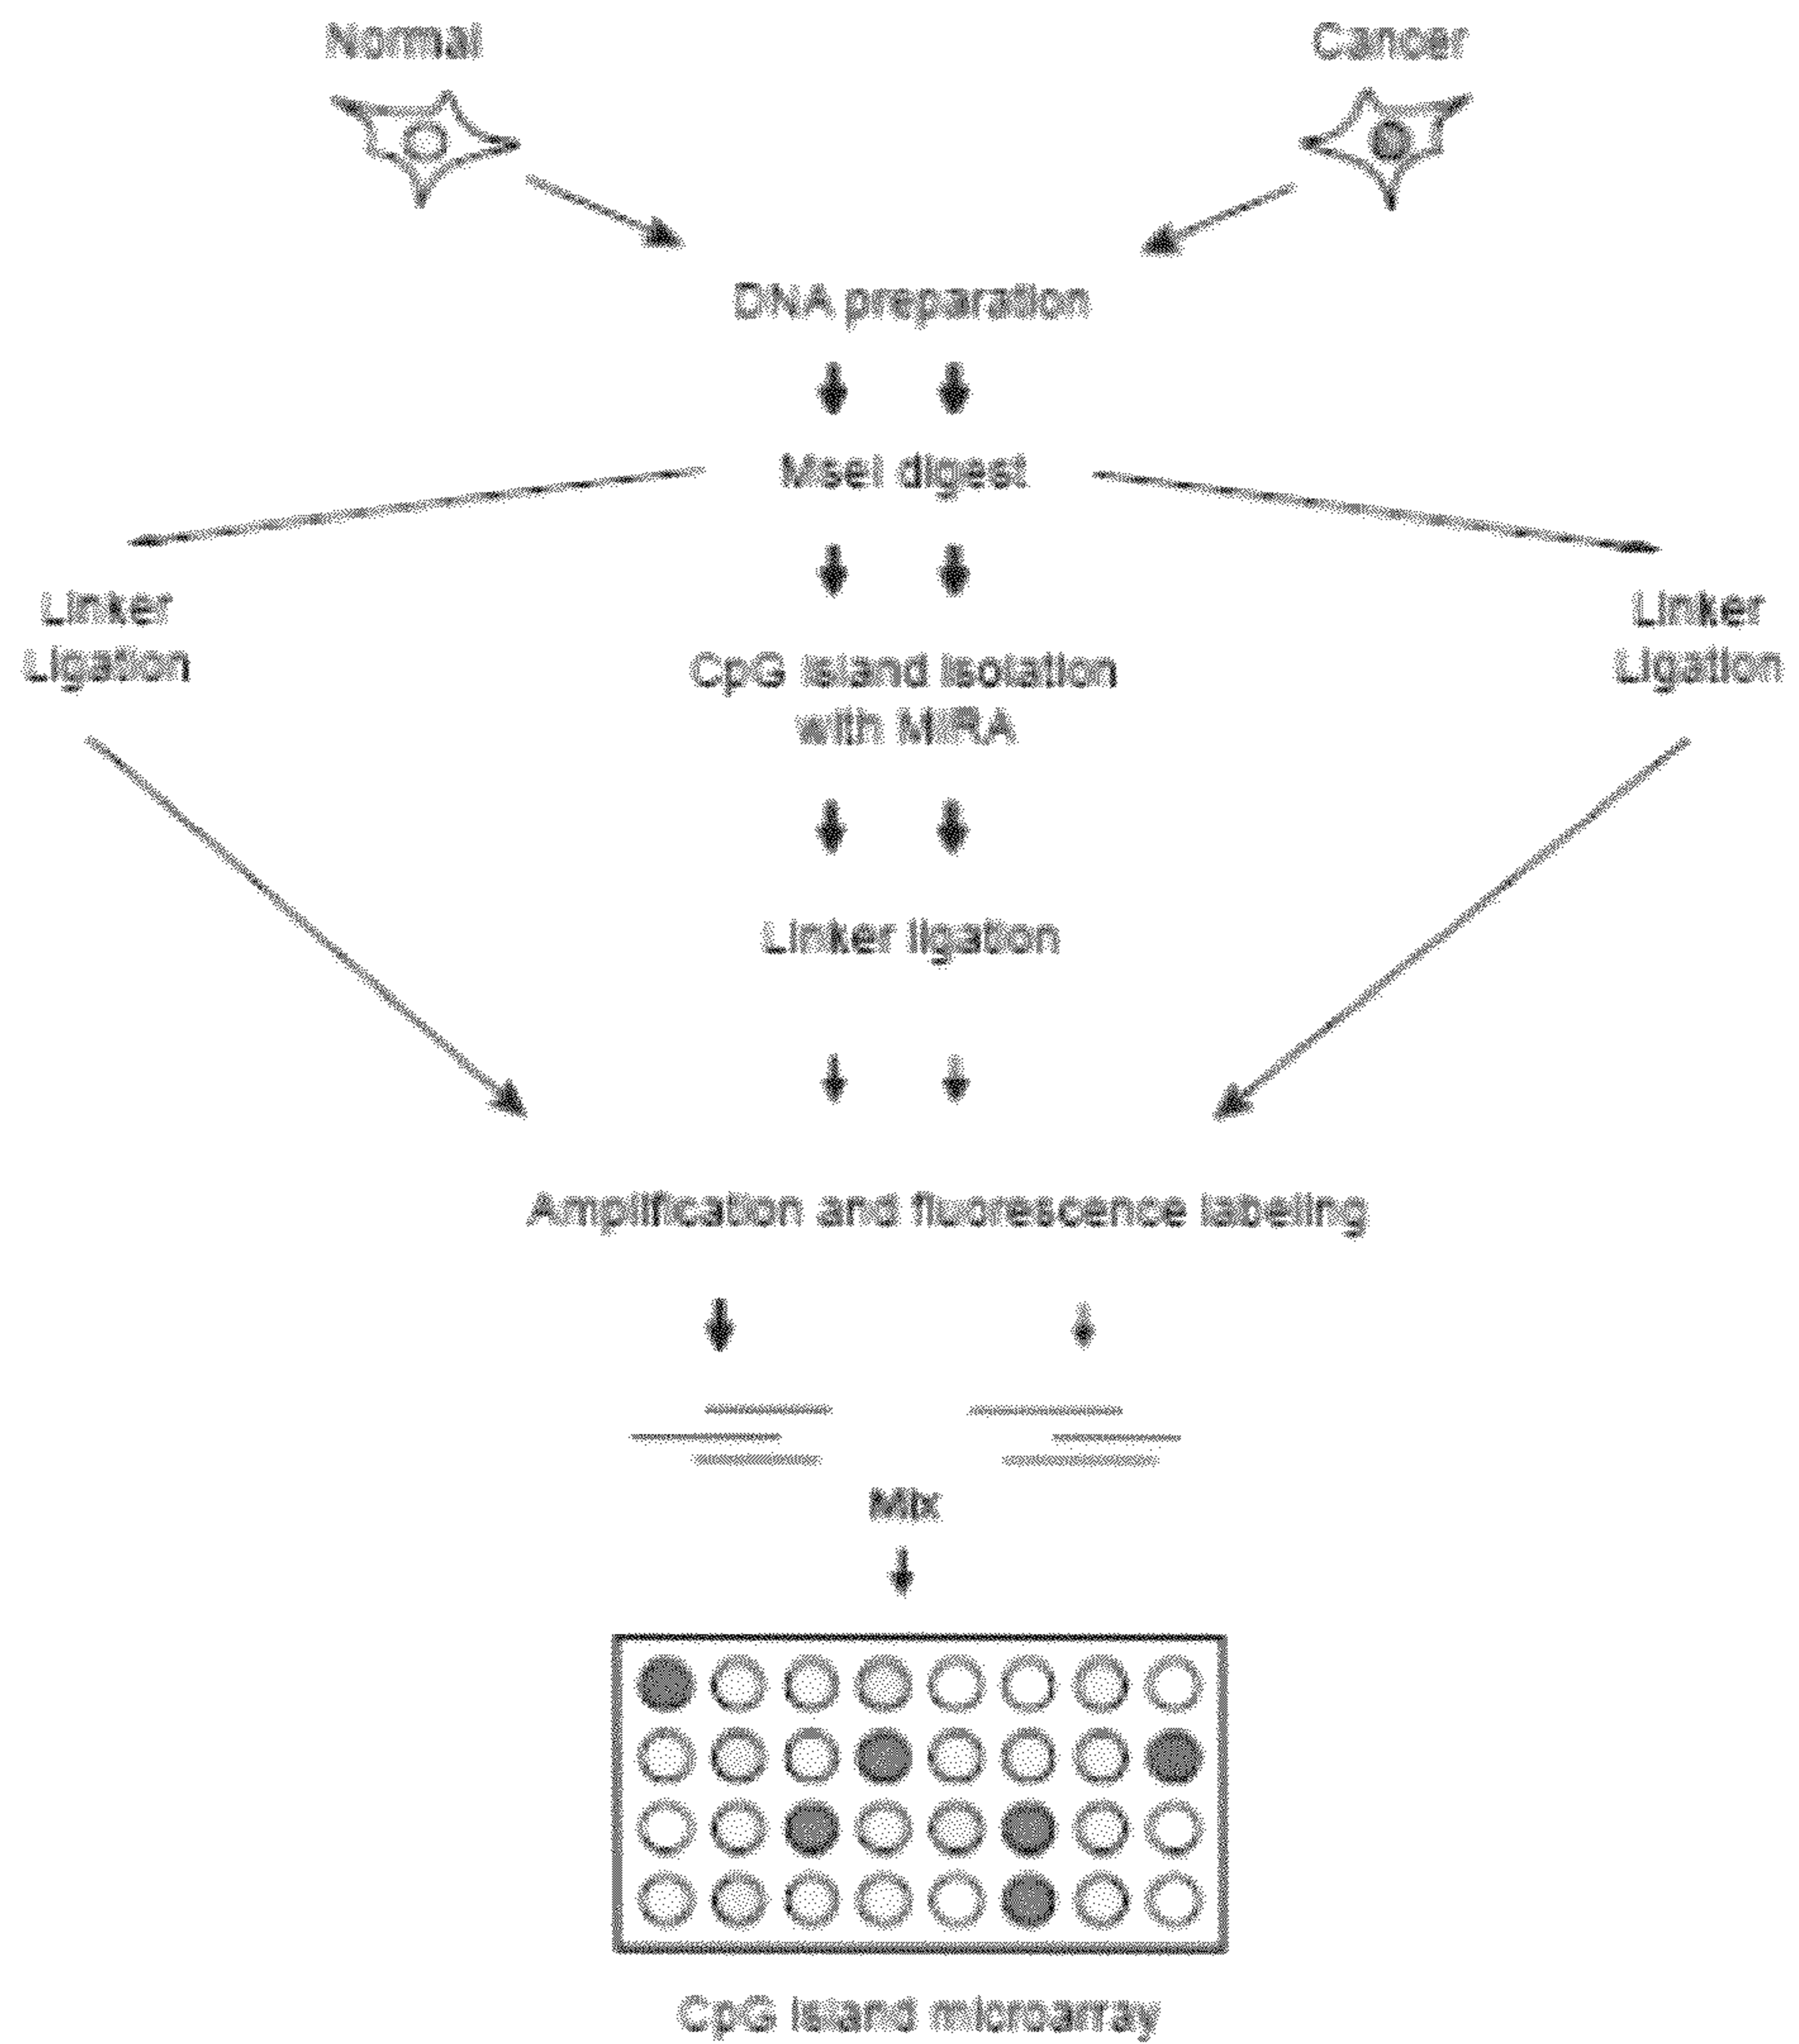 Normal
Cancer
DNA preparation
MseI digest
Linker
Ligation
Linker
Ligation
CpG island isolation
with MIRA
Linker ligation
Amplification and fluorescence labeling
Mix
CpG island microarray